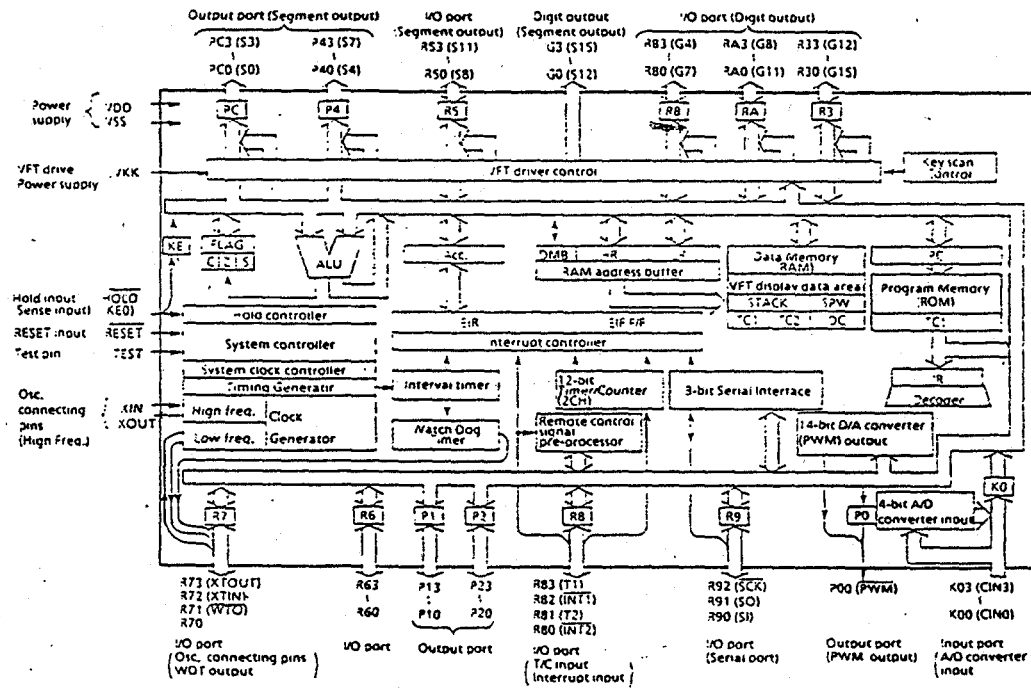 Output port (Segment output)
I/O port (Segment output)
Digit output (Segment output)
I/O port (Digit output)
PC3 (S3) P43 (S7) R53 (S11) G3 (S15) R83 (G4) RA3 (G8) R33 (G12)
PC0 (S0) P40 (S4) R50 (S8) G0 (S12) R80 (G7) RA0 (G11) R30 (G15)
Power supply
VDD
VSS
PC P4 R5 R8 RA R3
VFT drive Power supply
VKK
VFT driver control
Key scan control
KE
FLAG
C Z S
ALU
Acc.
DMB HR LR
RAM address buffer
Data Memory (RAM)
VFT display data area
STACK SPW
TC1 TC2 DC
PC
Program Memory (ROM)
TC1
Hold input (Sense input)
HOLD (KE0)
Hold controller
EIR
EIF F/F
RESET input
RESET
System controller
Interrupt controller
Test pin
TEST
System clock controller
IR
Decoder
Timing Generator
Interval timer
12-bit Timer/Counter (2CH)
3-bit Serial Interface
Osc. connecting pins (High Freq.)
XIN
XOUT
High freq.
Low freq.
Clock Generator
Watch Dog timer
Remote control signal pre-processor
14-bit D/A converter (PWM) output
K0
R7 R6 P1 P2 R8 R9 P0
4-bit A/D converter input
R73 (XTOUT)
R72 (XTIN)
R71 (WTO)
R70
R63
R60
P13
P10
P23
P20
R83 (T1)
R82 (INT1)
R81 (T2)
R80 (INT2)
R92 (SCK)
R91 (SO)
R90 (SI)
P00 (PWM)
K03 (CIN3)
K00 (CIN0)
I/O port
(Osc. connecting pins
WDT output)
I/O port
Output port
I/O port
(T/C input
Interrupt input)
I/O port
(Serial port)
Output port
(PWM output)
Input port
(A/D converter
input)